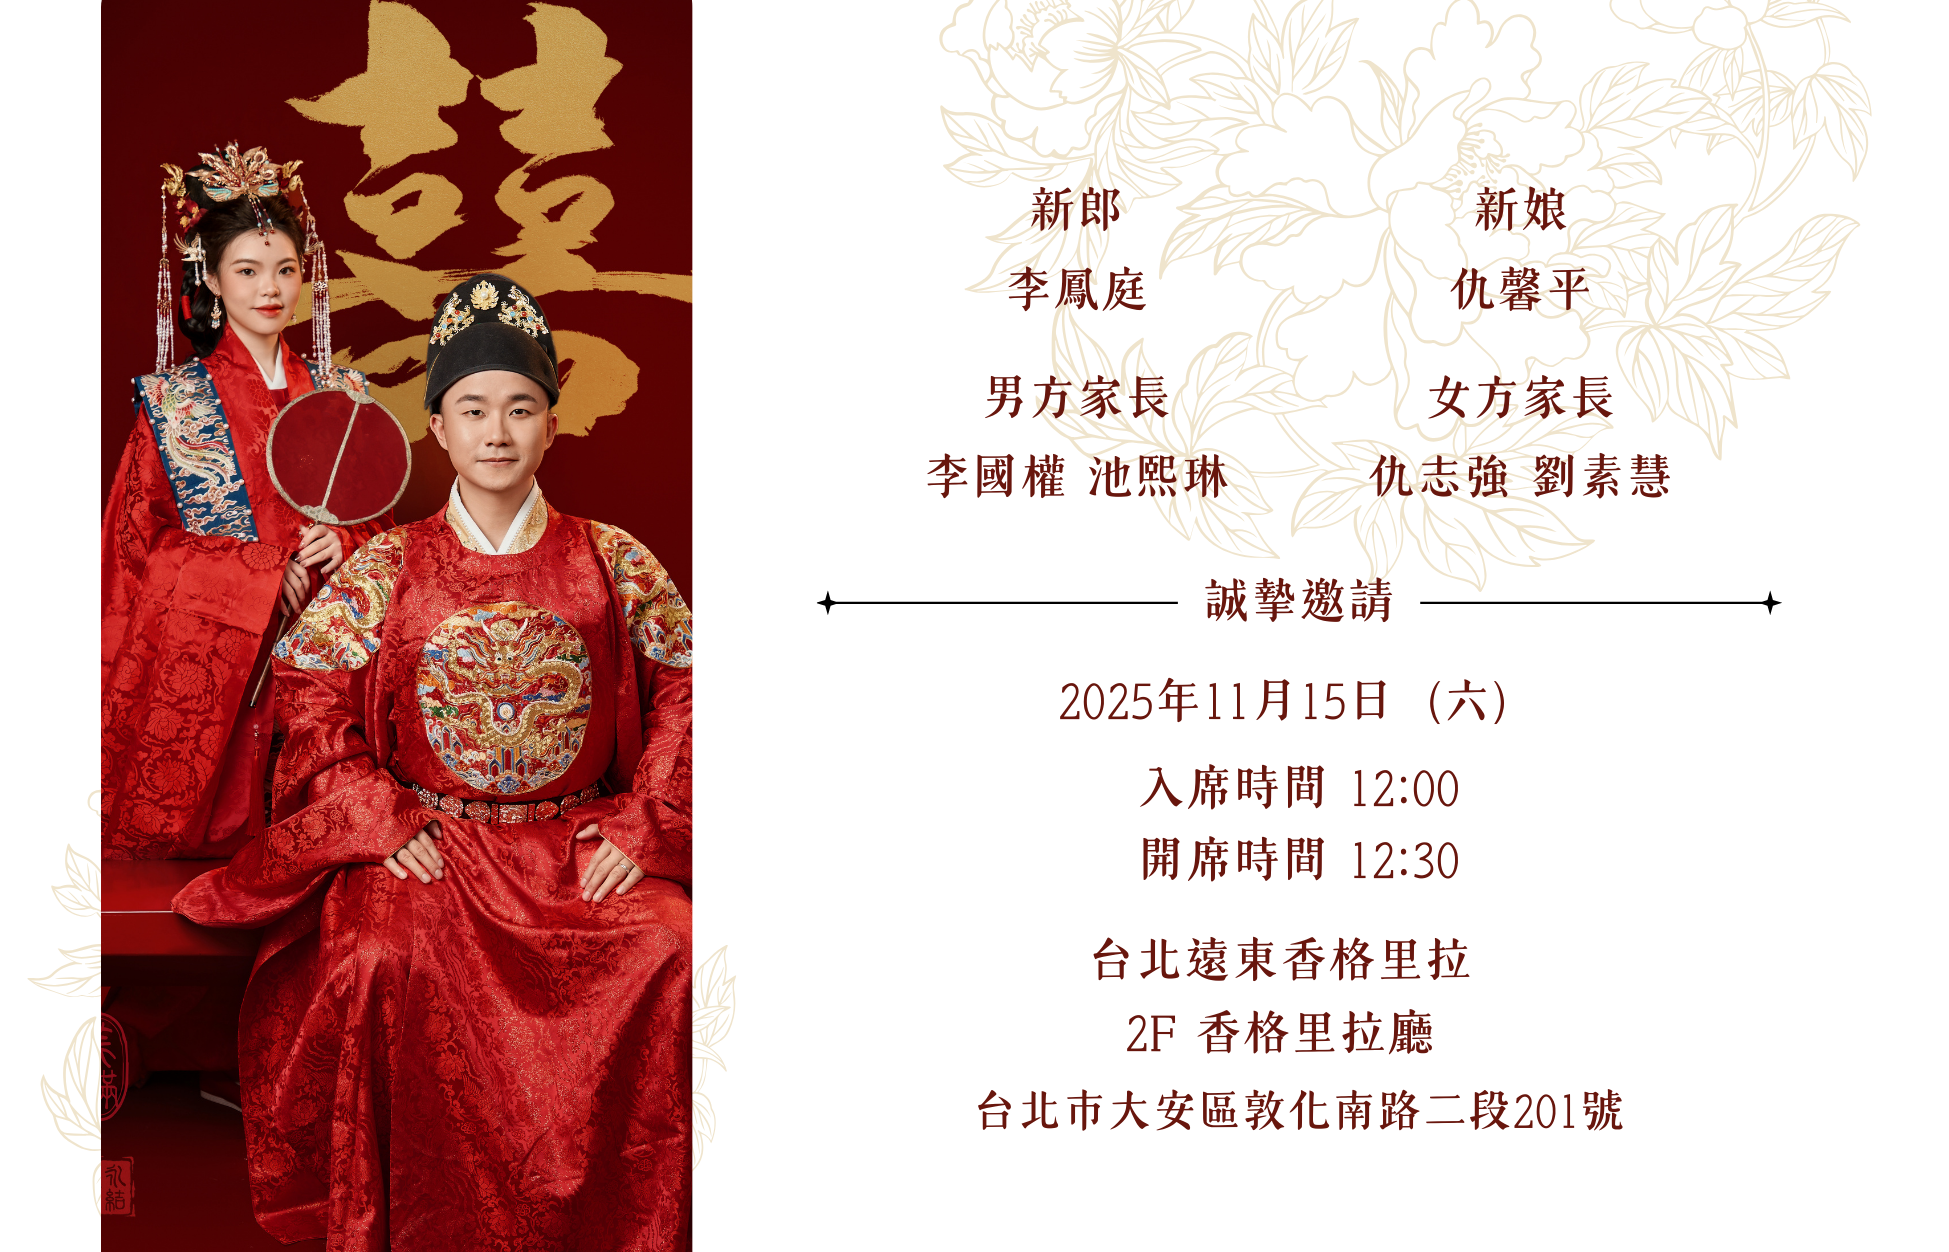 囍
新郎
李鳳庭
新娘
仇馨平
男方家長
李國權 池熙琳
女方家長
仇志強 劉素慧
誠摯邀請
2025年11月15日 (六)
入席時間 12:00
開席時間 12:30
台北遠東香格里拉
2F 香格里拉廳
台北市大安區敦化南路二段201號
永結